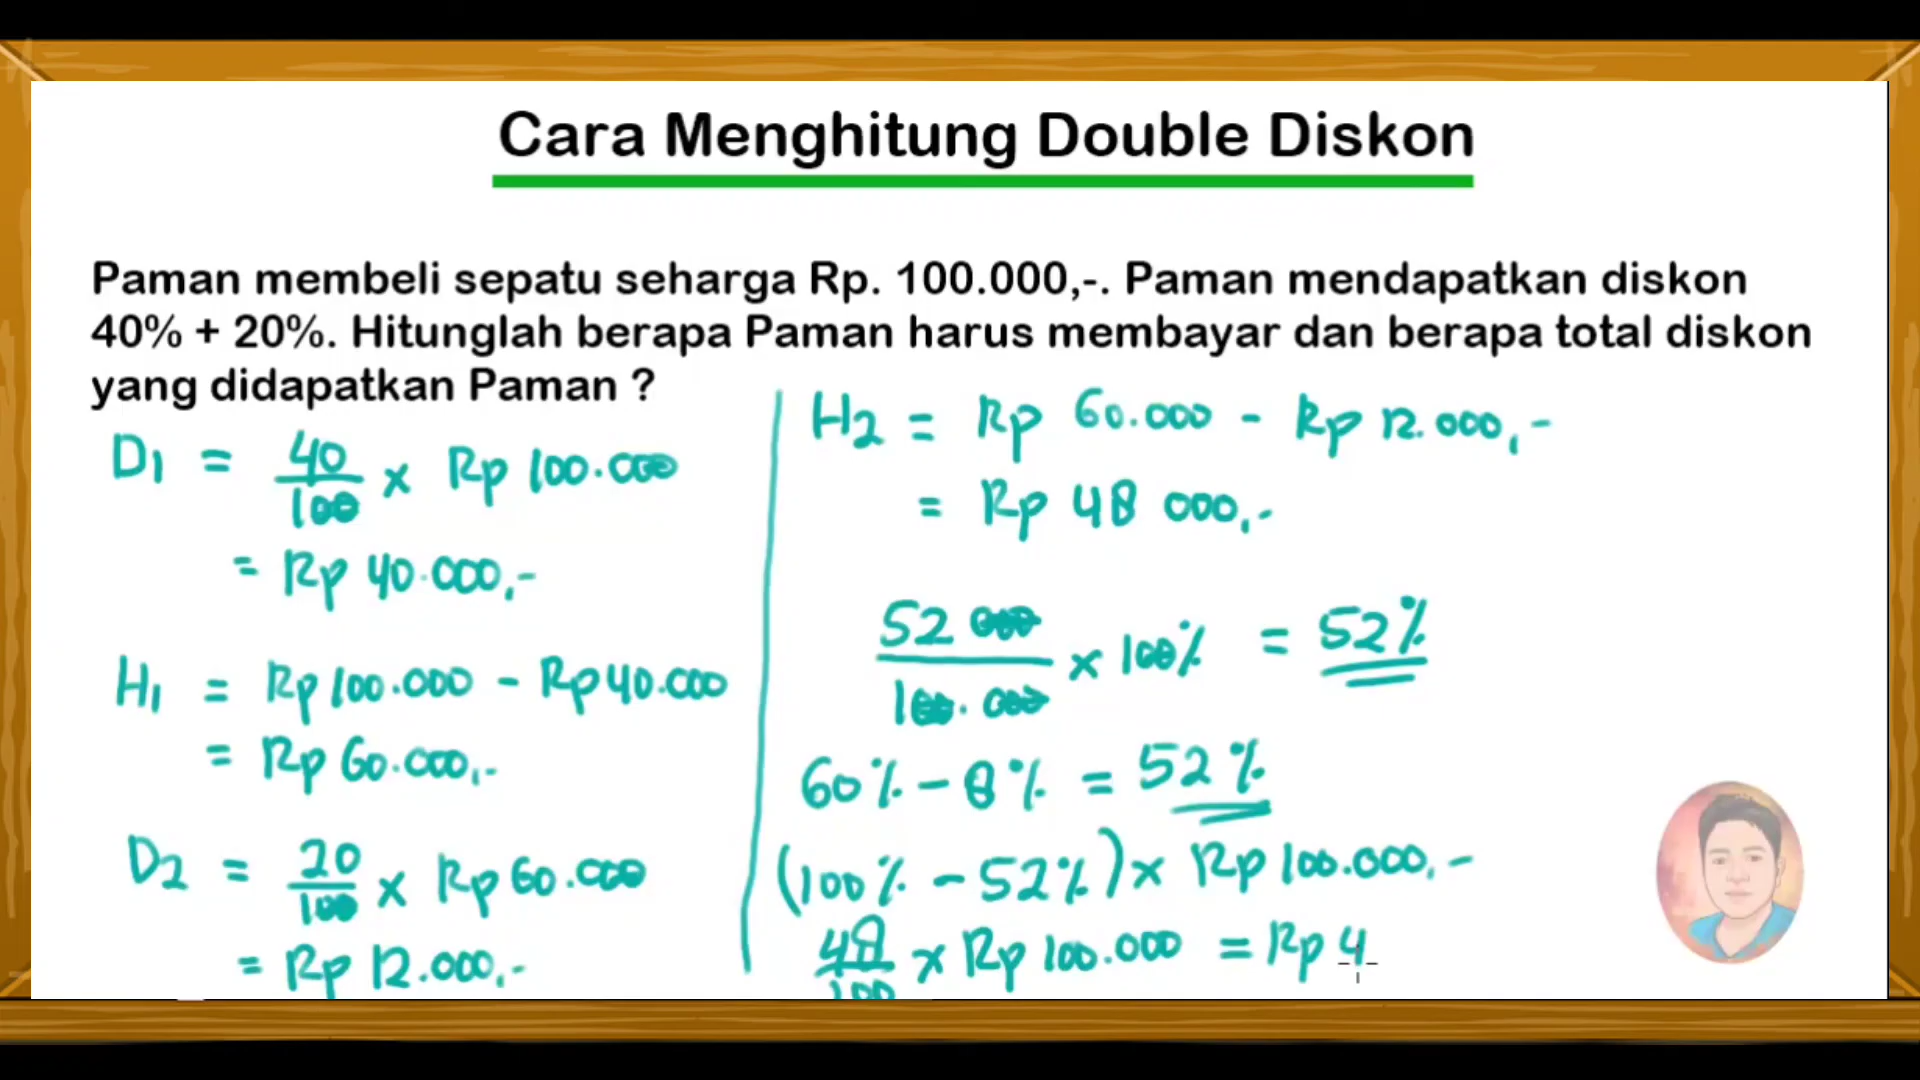 Cara Menghitung Double Diskon
Paman membeli sepatu seharga Rp. 100.000,-. Paman mendapatkan diskon
40% + 20%. Hitunglah berapa Paman harus membayar dan berapa total diskon
yang didapatkan Paman ?
D1 = 40/100 x Rp 100.000
= Rp 40.000,-
H1 = Rp 100.000 - Rp 40.000
= Rp 60.000,-
D2 = 20/100 x Rp 60.000
= Rp 12.000,-
H2 = Rp 60.000 - Rp 12.000,-
= Rp 48 000,-
52 000/100.000 x 100% = 52%
60% - 8% = 52%
(100% - 52%) x Rp 100.000,-
48/100 x Rp 100.000 = Rp 4